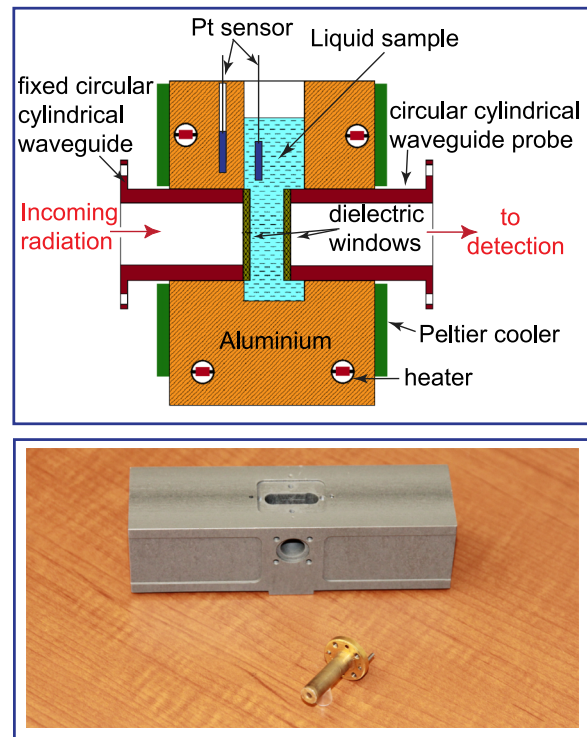 Pt sensor
Liquid sample
fixed circular
cylindrical
waveguide
circular cylindrical
waveguide probe
Incoming
radiation
dielectric
windows
to
detection
Aluminium
Peltier cooler
heater